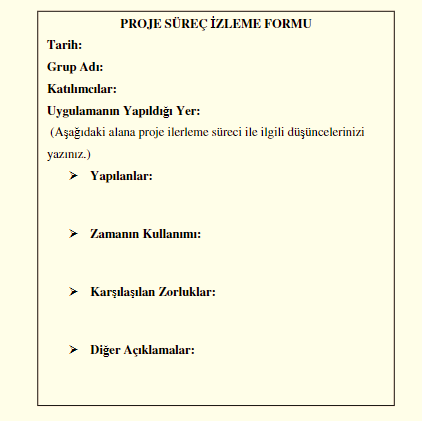 PROJE SÜREÇ İZLEME FORMU
Tarih:
Grup Adı:
Katılımcılar:
Uygulamanın Yapıldığı Yer:
(Aşağıdaki alana proje ilerleme süreci ile ilgili düşüncelerinizi
yazınız.)
➢ Yapılanlar:
➢ Zamanın Kullanımı:
➢ Karşılaşılan Zorluklar:
➢ Diğer Açıklamalar: